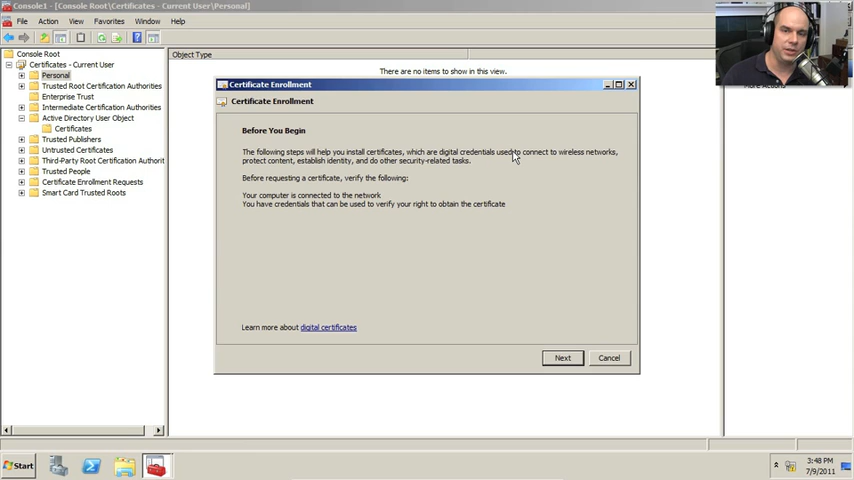 Console1 - [Console Root\Certificates - Current User\Personal]
File Action View Favorites Window Help
Console Root
Certificates - Current User
Personal
Trusted Root Certification Authorities
Enterprise Trust
Intermediate Certification Authorities
Active Directory User Object
Certificates
Trusted Publishers
Untrusted Certificates
Third-Party Root Certification Authorit
Trusted People
Certificate Enrollment Requests
Smart Card Trusted Roots
Object Type
There are no items to show in this view.
Certificate Enrollment
Certificate Enrollment
Before You Begin
The following steps will help you install certificates, which are digital credentials used to connect to wireless networks,
protect content, establish identity, and do other security-related tasks.
Before requesting a certificate, verify the following:
Your computer is connected to the network
You have credentials that can be used to verify your right to obtain the certificate
Learn more about digital certificates
Next Cancel
More Actions
Start
3:48 PM
7/9/2011